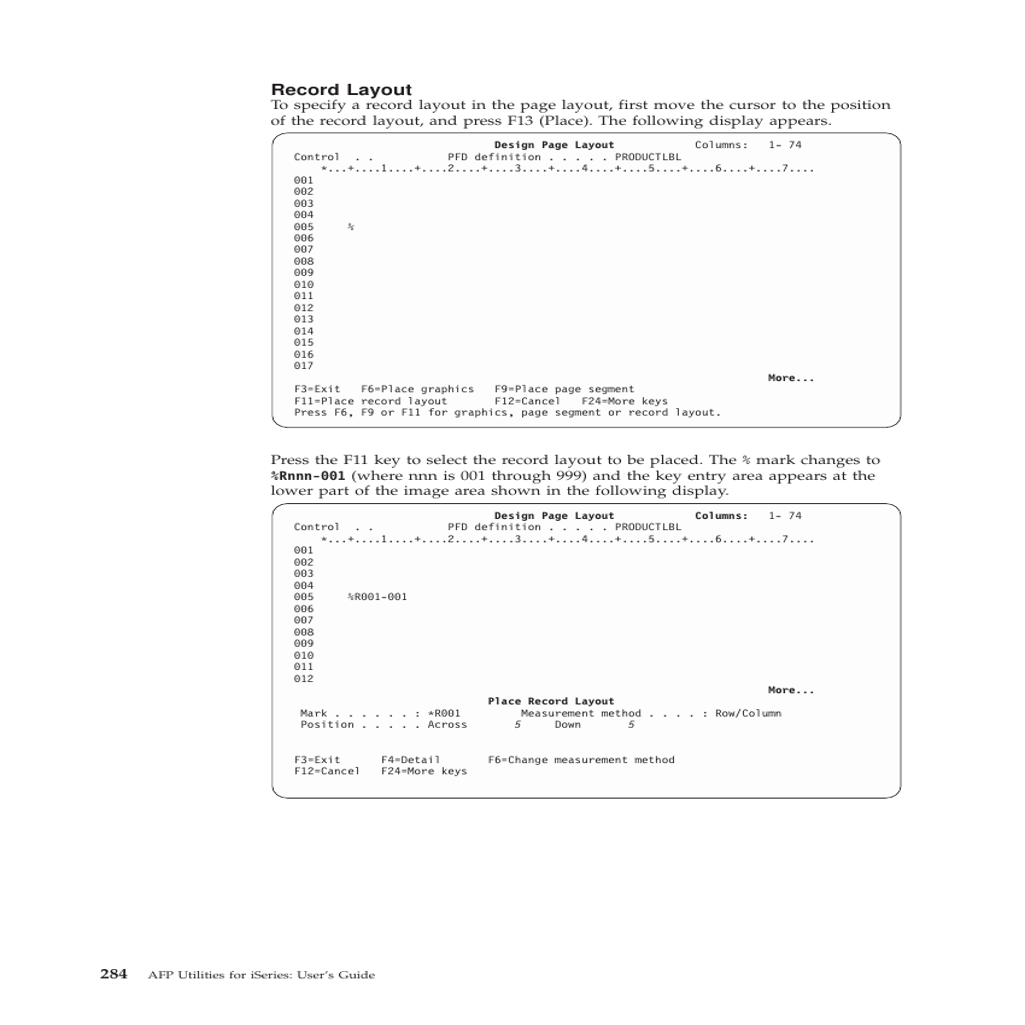 Record Layout
To specify a record layout in the page layout, first move the cursor to the position
of the record layout, and press F13 (Place). The following display appears.
Design Page Layout Columns: 1- 74
Control . . PFD definition . . . . . PRODUCTLBL
*...+....1....+....2....+....3....+....4....+....5....+....6....+....7....
001
002
003
004
005 %
006
007
008
009
010
011
012
013
014
015
016
017
More...
F3=Exit F6=Place graphics F9=Place page segment
F11=Place record layout F12=Cancel F24=More keys
Press F6, F9 or F11 for graphics, page segment or record layout.
Press the F11 key to select the record layout to be placed. The % mark changes to
%Rnnn-001 (where nnn is 001 through 999) and the key entry area appears at the
lower part of the image area shown in the following display.
Design Page Layout Columns: 1- 74
Control . . PFD definition . . . . . PRODUCTLBL
*...+....1....+....2....+....3....+....4....+....5....+....6....+....7....
001
002
003
004
005 %R001-001
006
007
008
009
010
011
012
More...
Place Record Layout
Mark . . . . . . : *R001 Measurement method . . . . : Row/Column
Position . . . . . Across 5 Down 5
F3=Exit F4=Detail F6=Change measurement method
F12=Cancel F24=More keys
284 AFP Utilities for iSeries: User's Guide